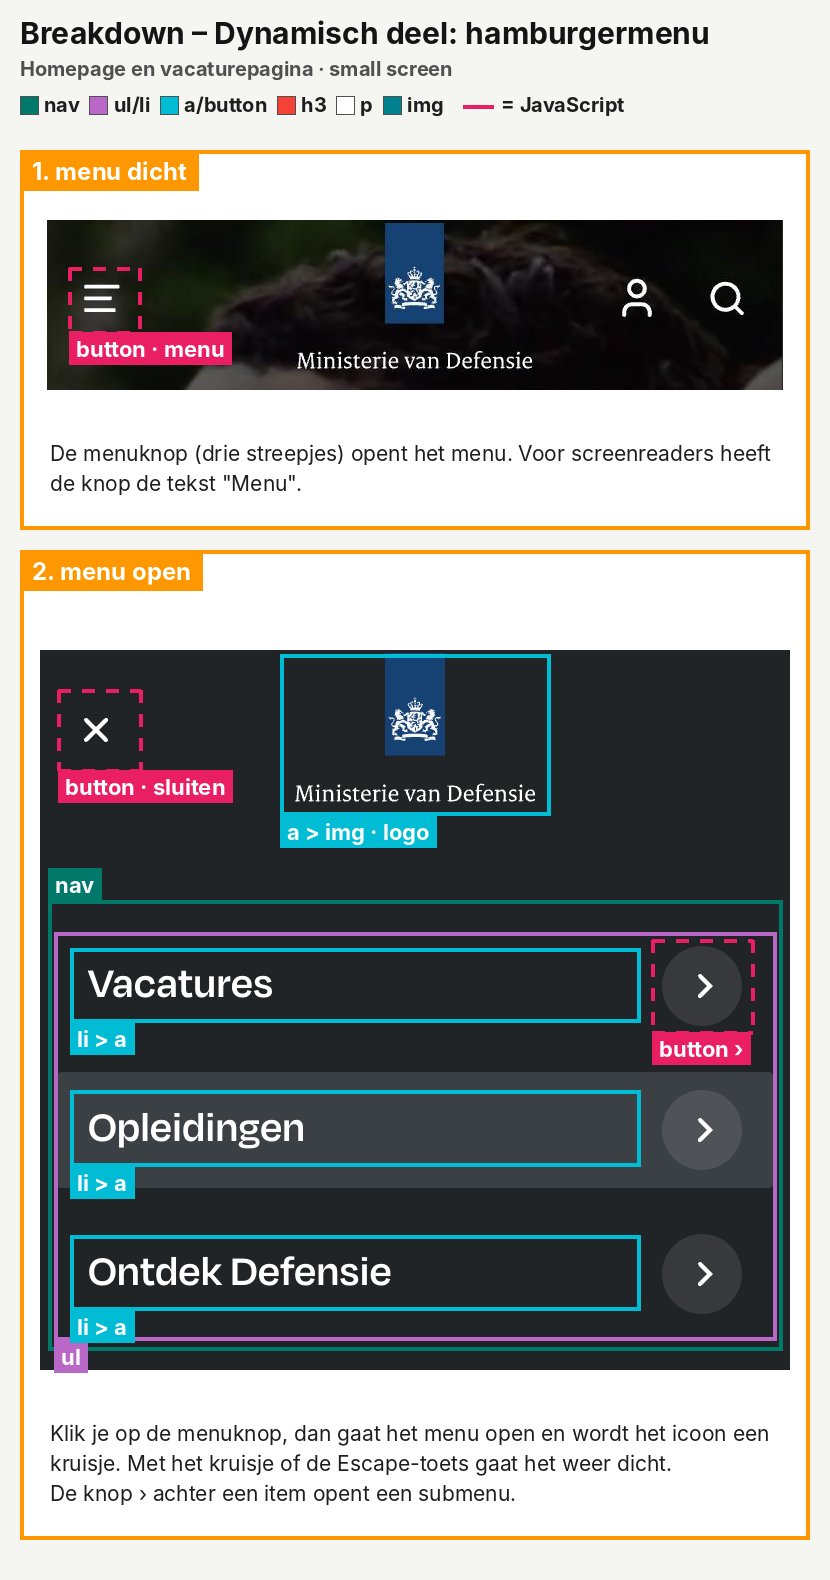 Breakdown – Dynamisch deel: hamburgermenu
Homepage en vacaturepagina · small screen
nav ul/li a/button h3 p img = JavaScript
1. menu dicht
button · menu
Ministerie van Defensie
De menuknop (drie streepjes) opent het menu. Voor screenreaders heeft
de knop de tekst "Menu".
2. menu open
button · sluiten
Ministerie van Defensie
a > img · logo
nav
Vacatures
li > a
button ›
Opleidingen
li > a
Ontdek Defensie
li > a
ul
Klik je op de menuknop, dan gaat het menu open en wordt het icoon een
kruisje. Met het kruisje of de Escape-toets gaat het weer dicht.
De knop › achter een item opent een submenu.